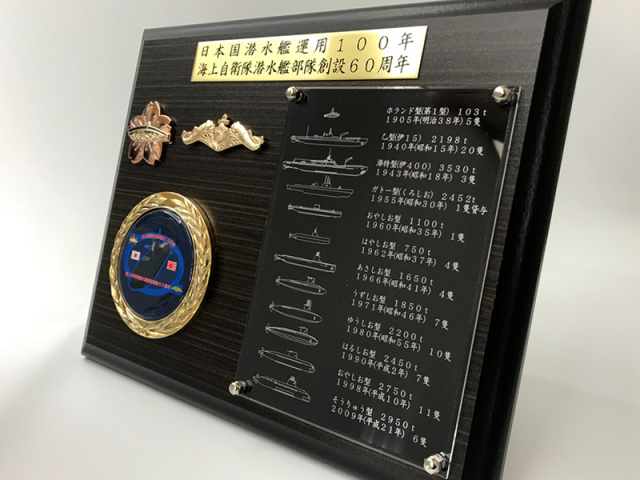 日本国潜水艦運用100年
海上自衛隊潜水艦部隊創設60周年
ホランド型(第1型) 103t
1905年(明治38年)5隻
乙型(伊15) 2198t
1940年(昭和15年)20隻
潜特型(伊400) 3530t
1943年(昭和18年) 3隻
ガトー型(くろしお) 2452t
1955年(昭和30年) 1隻貸与
おやしお型 1100t
1960年(昭和35年) 1隻
はやしお型 750t
1962年(昭和37年) 4隻
あさしお型 1650t
1966年(昭和41年) 4隻
うずしお型 1850t
1971年(昭和46年) 7隻
ゆうしお型 2200t
1980年(昭和55年) 10隻
はるしお型 2450t
1990年(平成2年) 7隻
おやしお型 2750t
1998年(平成10年) 11隻
そうりゅう型 2950t
2009年(平成21年) 6隻